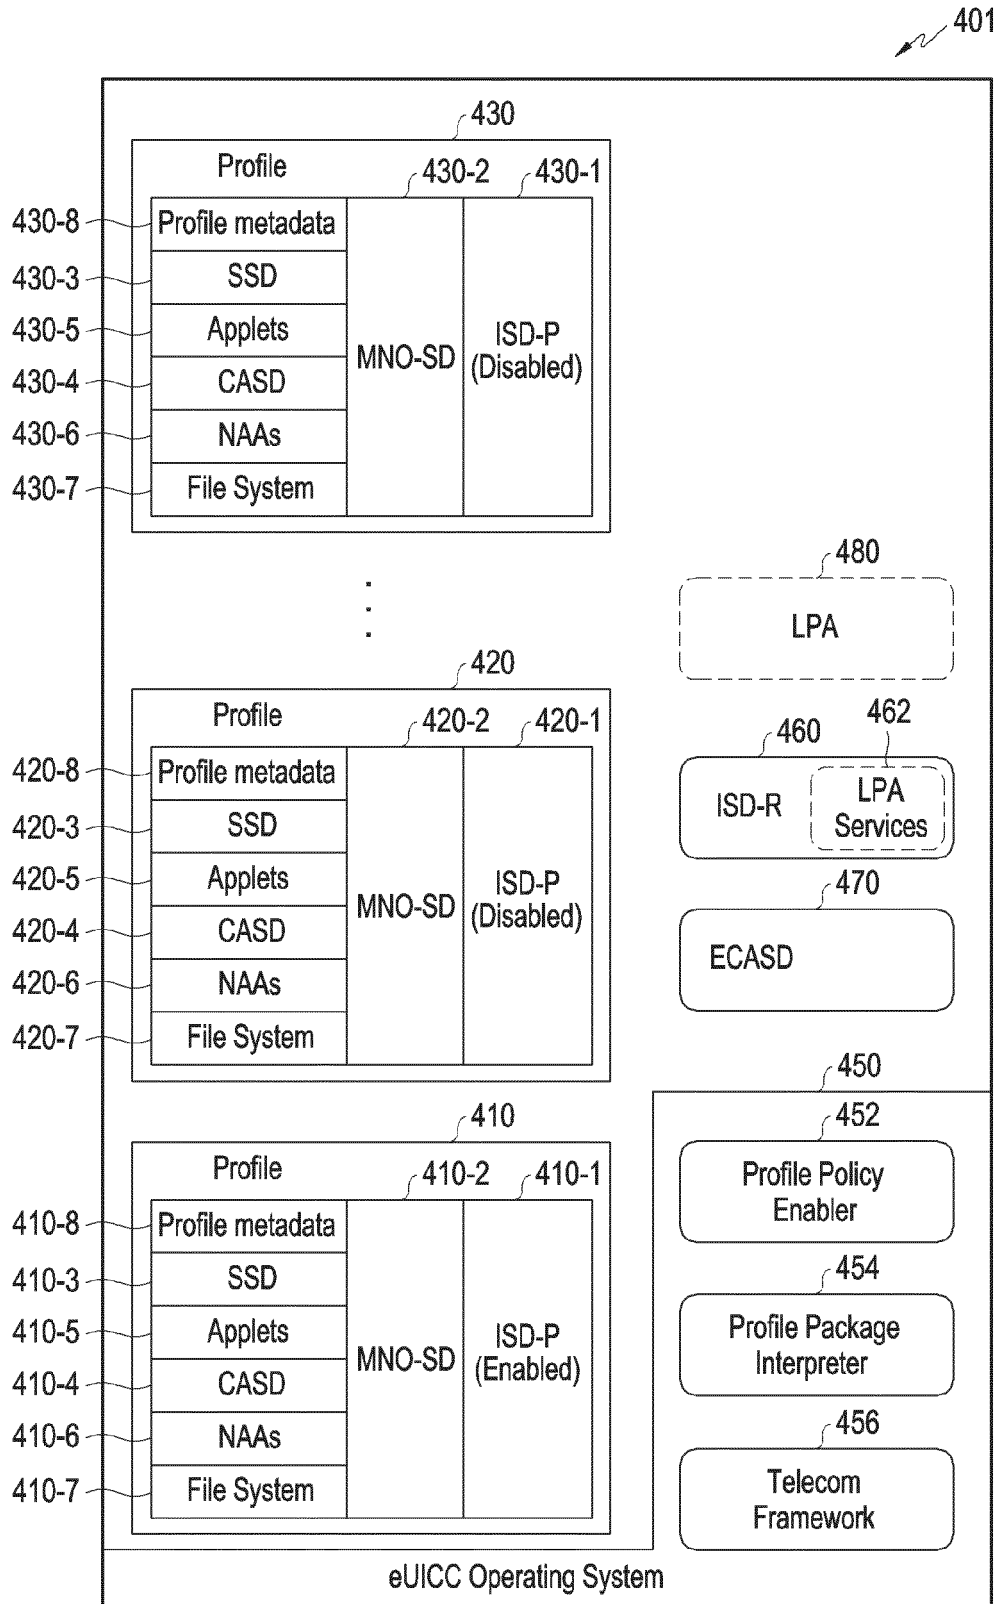 401
430
Profile
430-2
430-1
430-8
Profile metadata
430-3
SSD
430-5
Applets
430-4
CASD
430-6
NAAs
430-7
File System
MNO-SD
ISD-P
(Disabled)
480
LPA
420
Profile
420-2
420-1
420-8
Profile metadata
420-3
SSD
420-5
Applets
420-4
CASD
420-6
NAAs
420-7
File System
MNO-SD
ISD-P
(Disabled)
460
462
ISD-R
LPA
Services
470
ECASD
450
410
Profile
410-2
410-1
410-8
Profile metadata
410-3
SSD
410-5
Applets
410-4
CASD
410-6
NAAs
410-7
File System
MNO-SD
ISD-P
(Enabled)
452
Profile Policy
Enabler
454
Profile Package
Interpreter
456
Telecom
Framework
eUICC Operating System